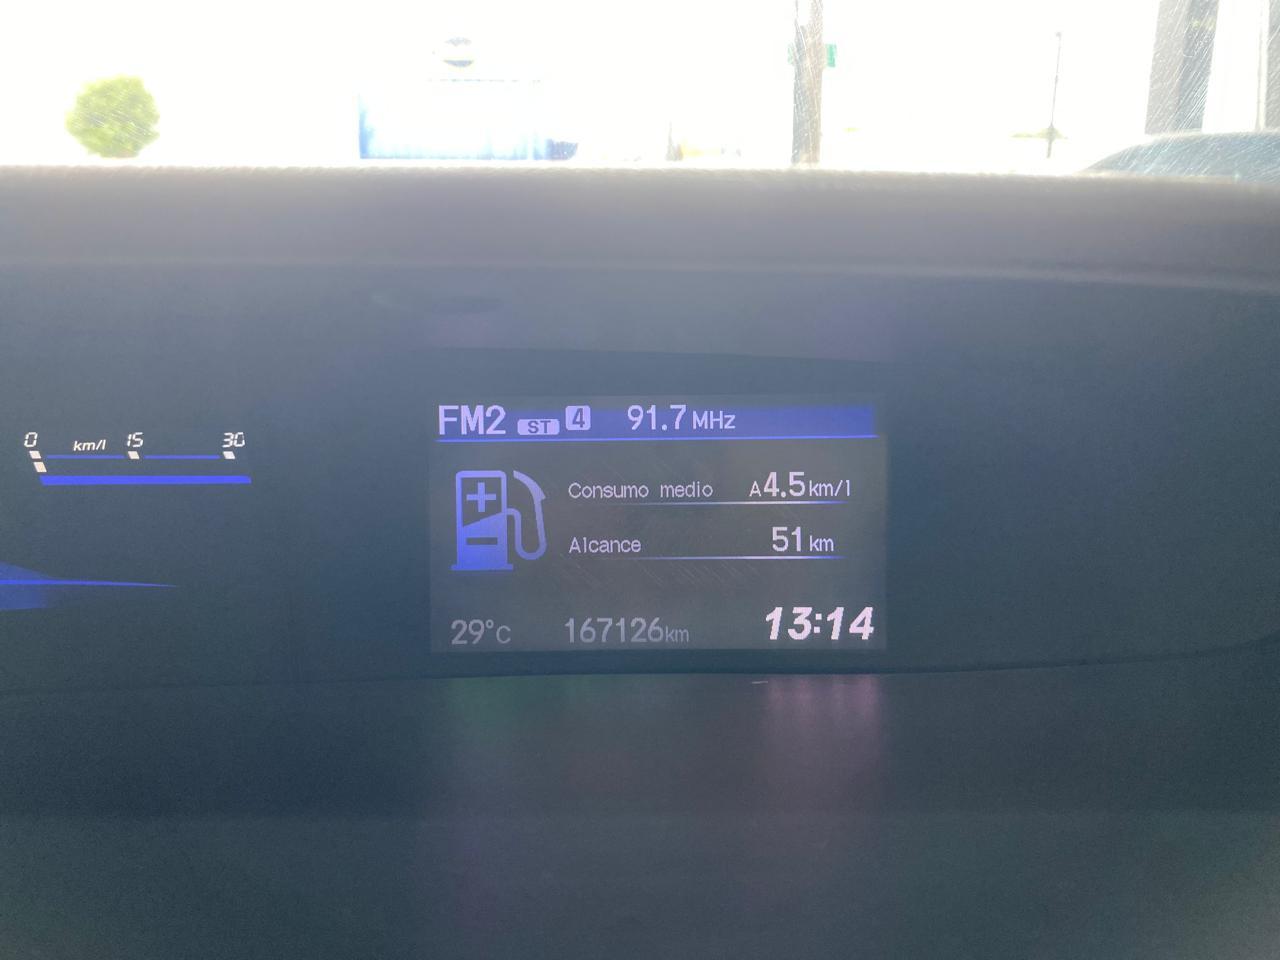 FM2 ST 4 91.7 MHz
0 km/l 15 30
Consumo medio A4.5 km/l
Alcance 51 km
29°C 167126km 13:14